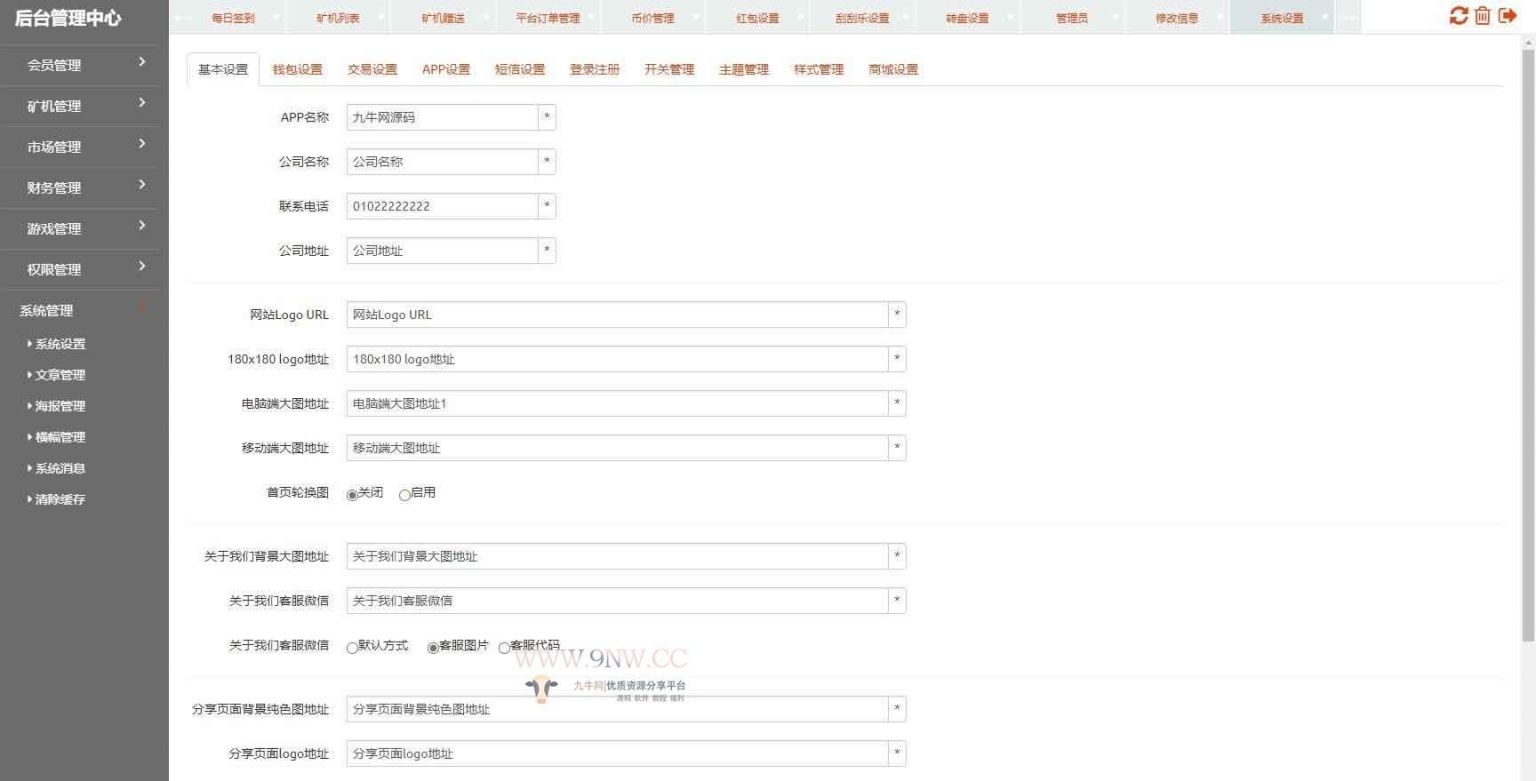 后台管理中心
每日签到 矿机列表 矿机赠送 平台订单管理 币价管理 红包设置 刮刮乐设置 转盘设置 管理员 修改信息 系统设置
会员管理
矿机管理
市场管理
财务管理
游戏管理
权限管理
系统管理
系统设置
文章管理
海报管理
横幅管理
系统消息
清除缓存
基本设置 钱包设置 交易设置 APP设置 短信设置 登录注册 开关管理 主题管理 样式管理 商城设置
APP名称 九牛网源码 *
公司名称 公司名称 *
联系电话 01022222222 *
公司地址 公司地址 *
网站Logo URL 网站Logo URL *
180x180 logo地址 180x180 logo地址 *
电脑端大图地址 电脑端大图地址1 *
移动端大图地址 移动端大图地址 *
首页轮换图 关闭 启用
关于我们背景大图地址 关于我们背景大图地址 *
关于我们客服微信 关于我们客服微信 *
关于我们客服微信 默认方式 客服图片 客服代码
WWW.9NW.CC
九牛网|优质资源分享平台
源码 软件 教程 福利
分享页面背景纯色图地址 分享页面背景纯色图地址 *
分享页面logo地址 分享页面logo地址 *